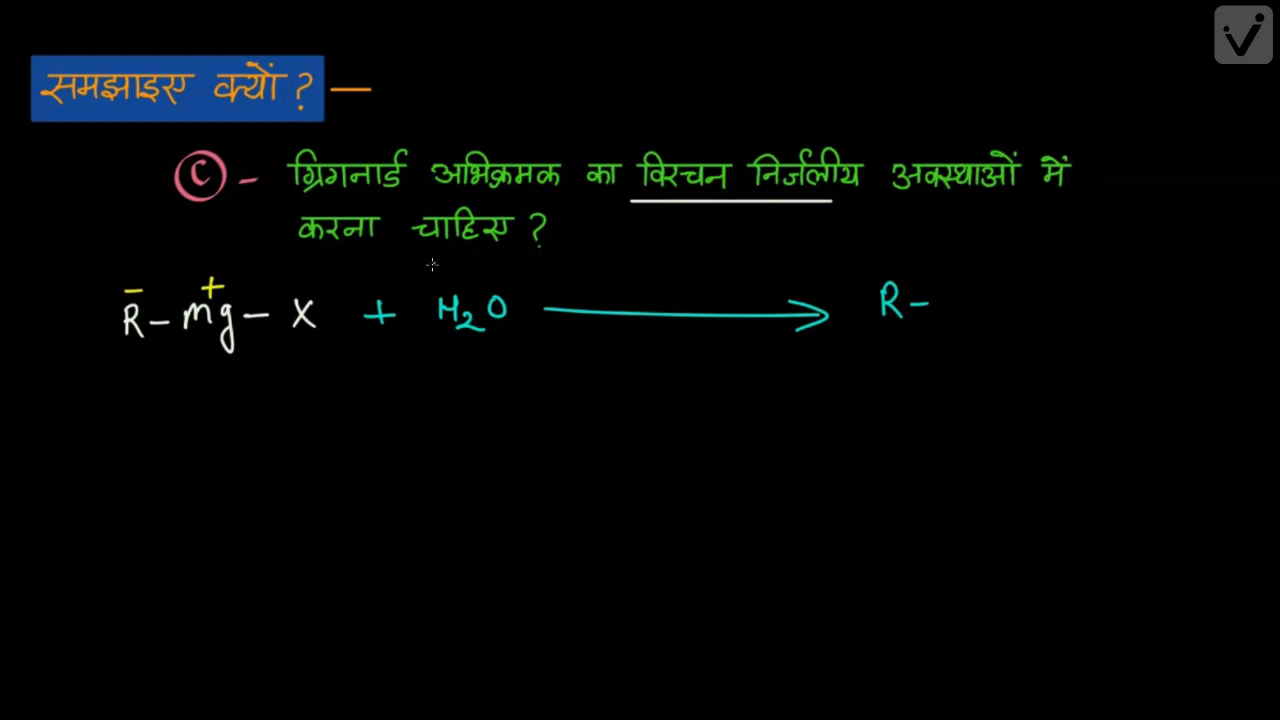 समझाइए क्यों ? —
C - ग्रिगनार्ड अभिक्रमक का विरचन निर्जलीय अवस्थाओं में
करना चाहिए ?
R̄ - mg⁺ - X + H₂O ⟶ R -